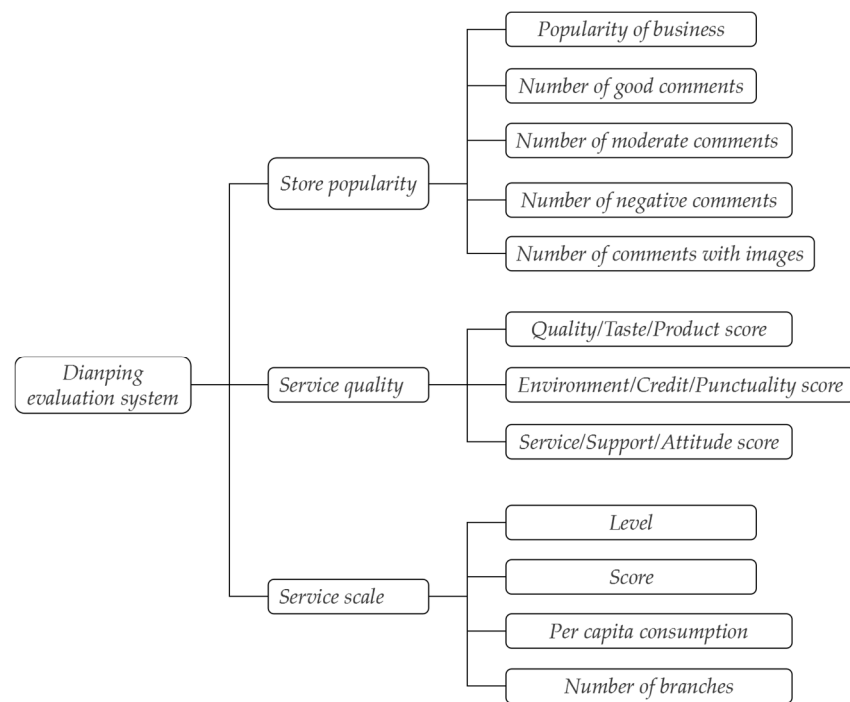 Popularity of business
Number of good comments
Number of moderate comments
Store popularity
Number of negative comments
Number of comments with images
Quality/Taste/Product score
Dianping
evaluation system
Service quality
Environment/Credit/Punctuality score
Service/Support/Attitude score
Level
Score
Service scale
Per capita consumption
Number of branches